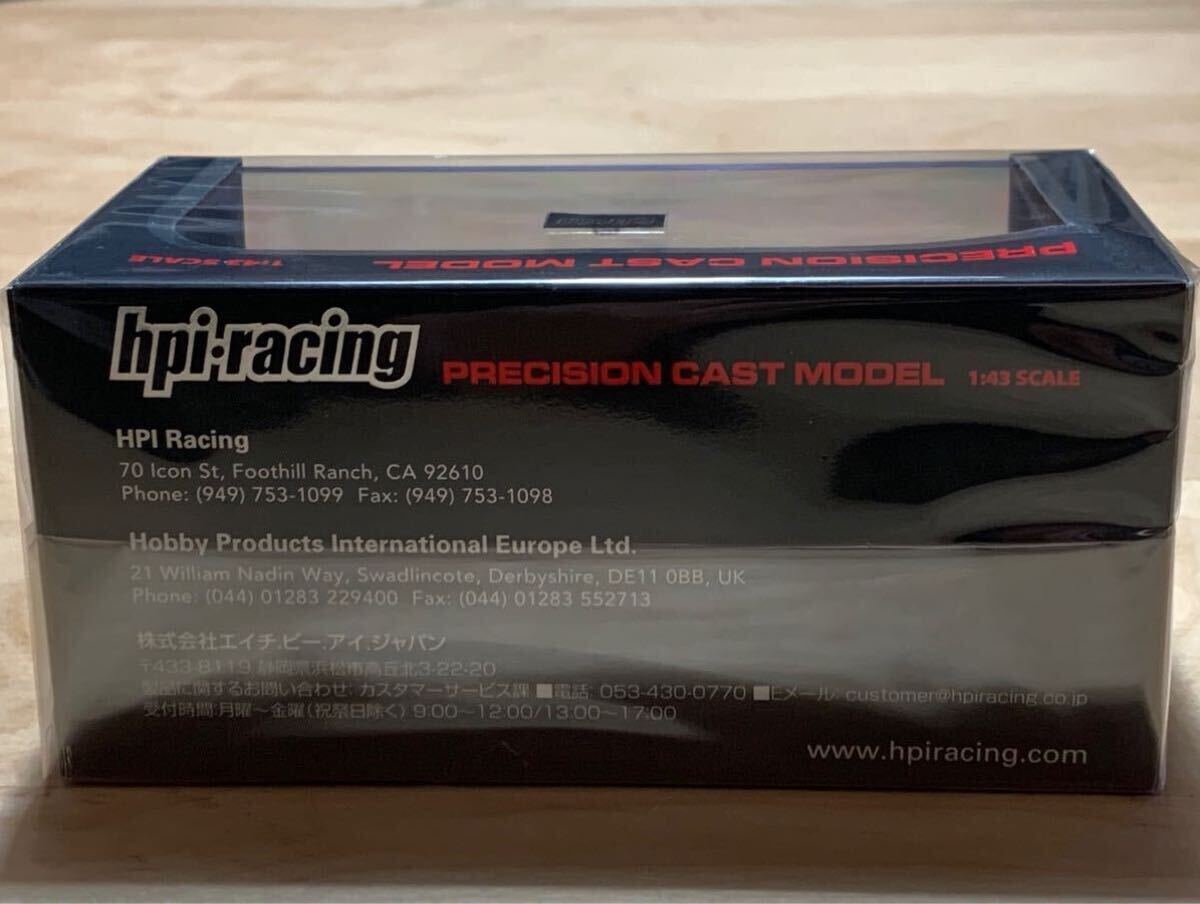 PRECISION CAST MODEL 1:43 SCALE
hpi·racing PRECISION CAST MODEL 1:43 SCALE
HPI Racing
70 Icon St, Foothill Ranch, CA 92610
Phone: (949) 753-1099 Fax: (949) 753-1098
Hobby Products International Europe Ltd.
21 William Nadin Way, Swadlincote, Derbyshire, DE11 0BB, UK
Phone: (044) 01283 229400 Fax: (044) 01283 552713
株式会社エイチ.ピー.アイ.ジャパン
〒433-8119 静岡県浜松市高丘北3-22-20
製品に関するお問い合わせ: カスタマーサービス課 ■電話: 053-430-0770 ■Eメール: customer@hpiracing.co.jp
受付時間:月曜～金曜(祝祭日除く) 9:00～12:00/13:00～17:00
www.hpiracing.com